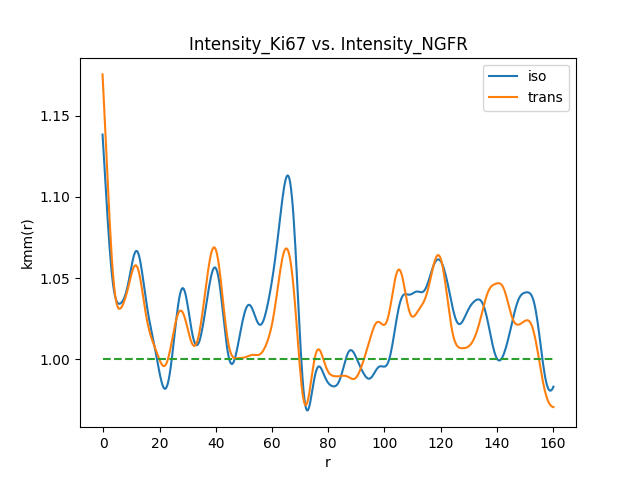 Intensity_Ki67 vs. Intensity_NGFR
iso
trans
1.15
1.10
1.05
1.00
kmm(r)
0 20 40 60 80 100 120 140 160
r